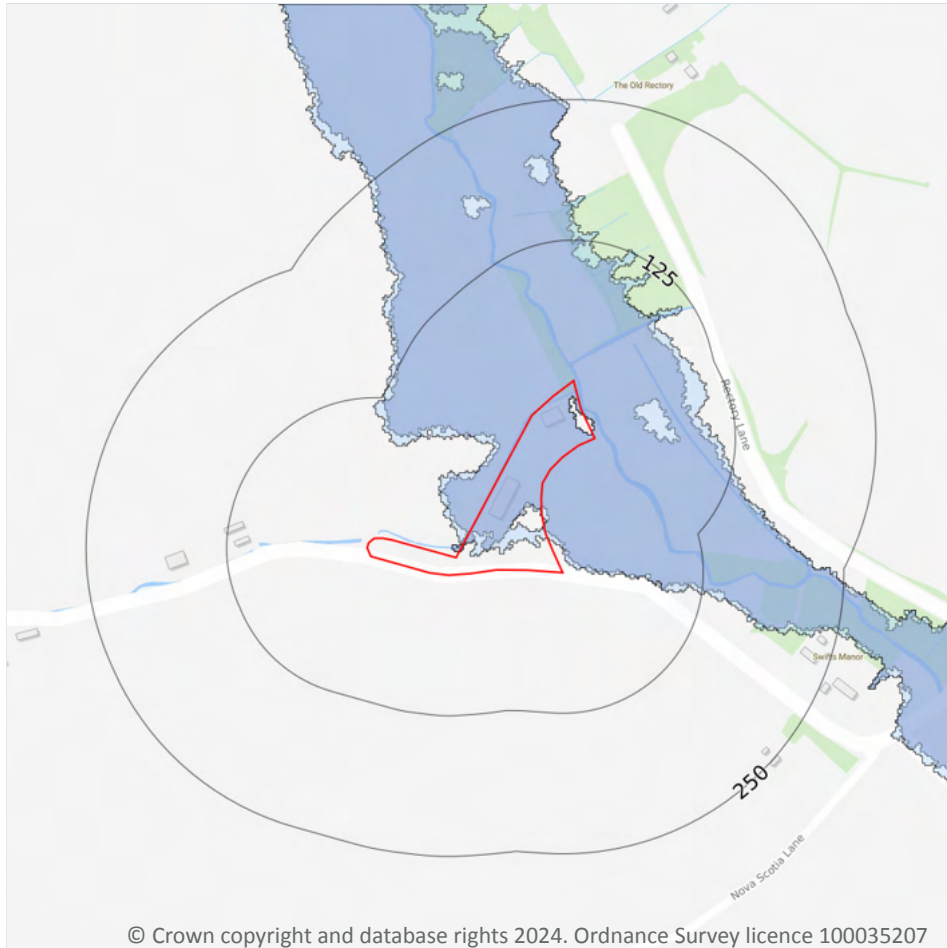 The Old Rectory
125
Rectory Lane
Swifts Manor
250
Nova Scotia Lane
© Crown copyright and database rights 2024. Ordnance Survey licence 100035207